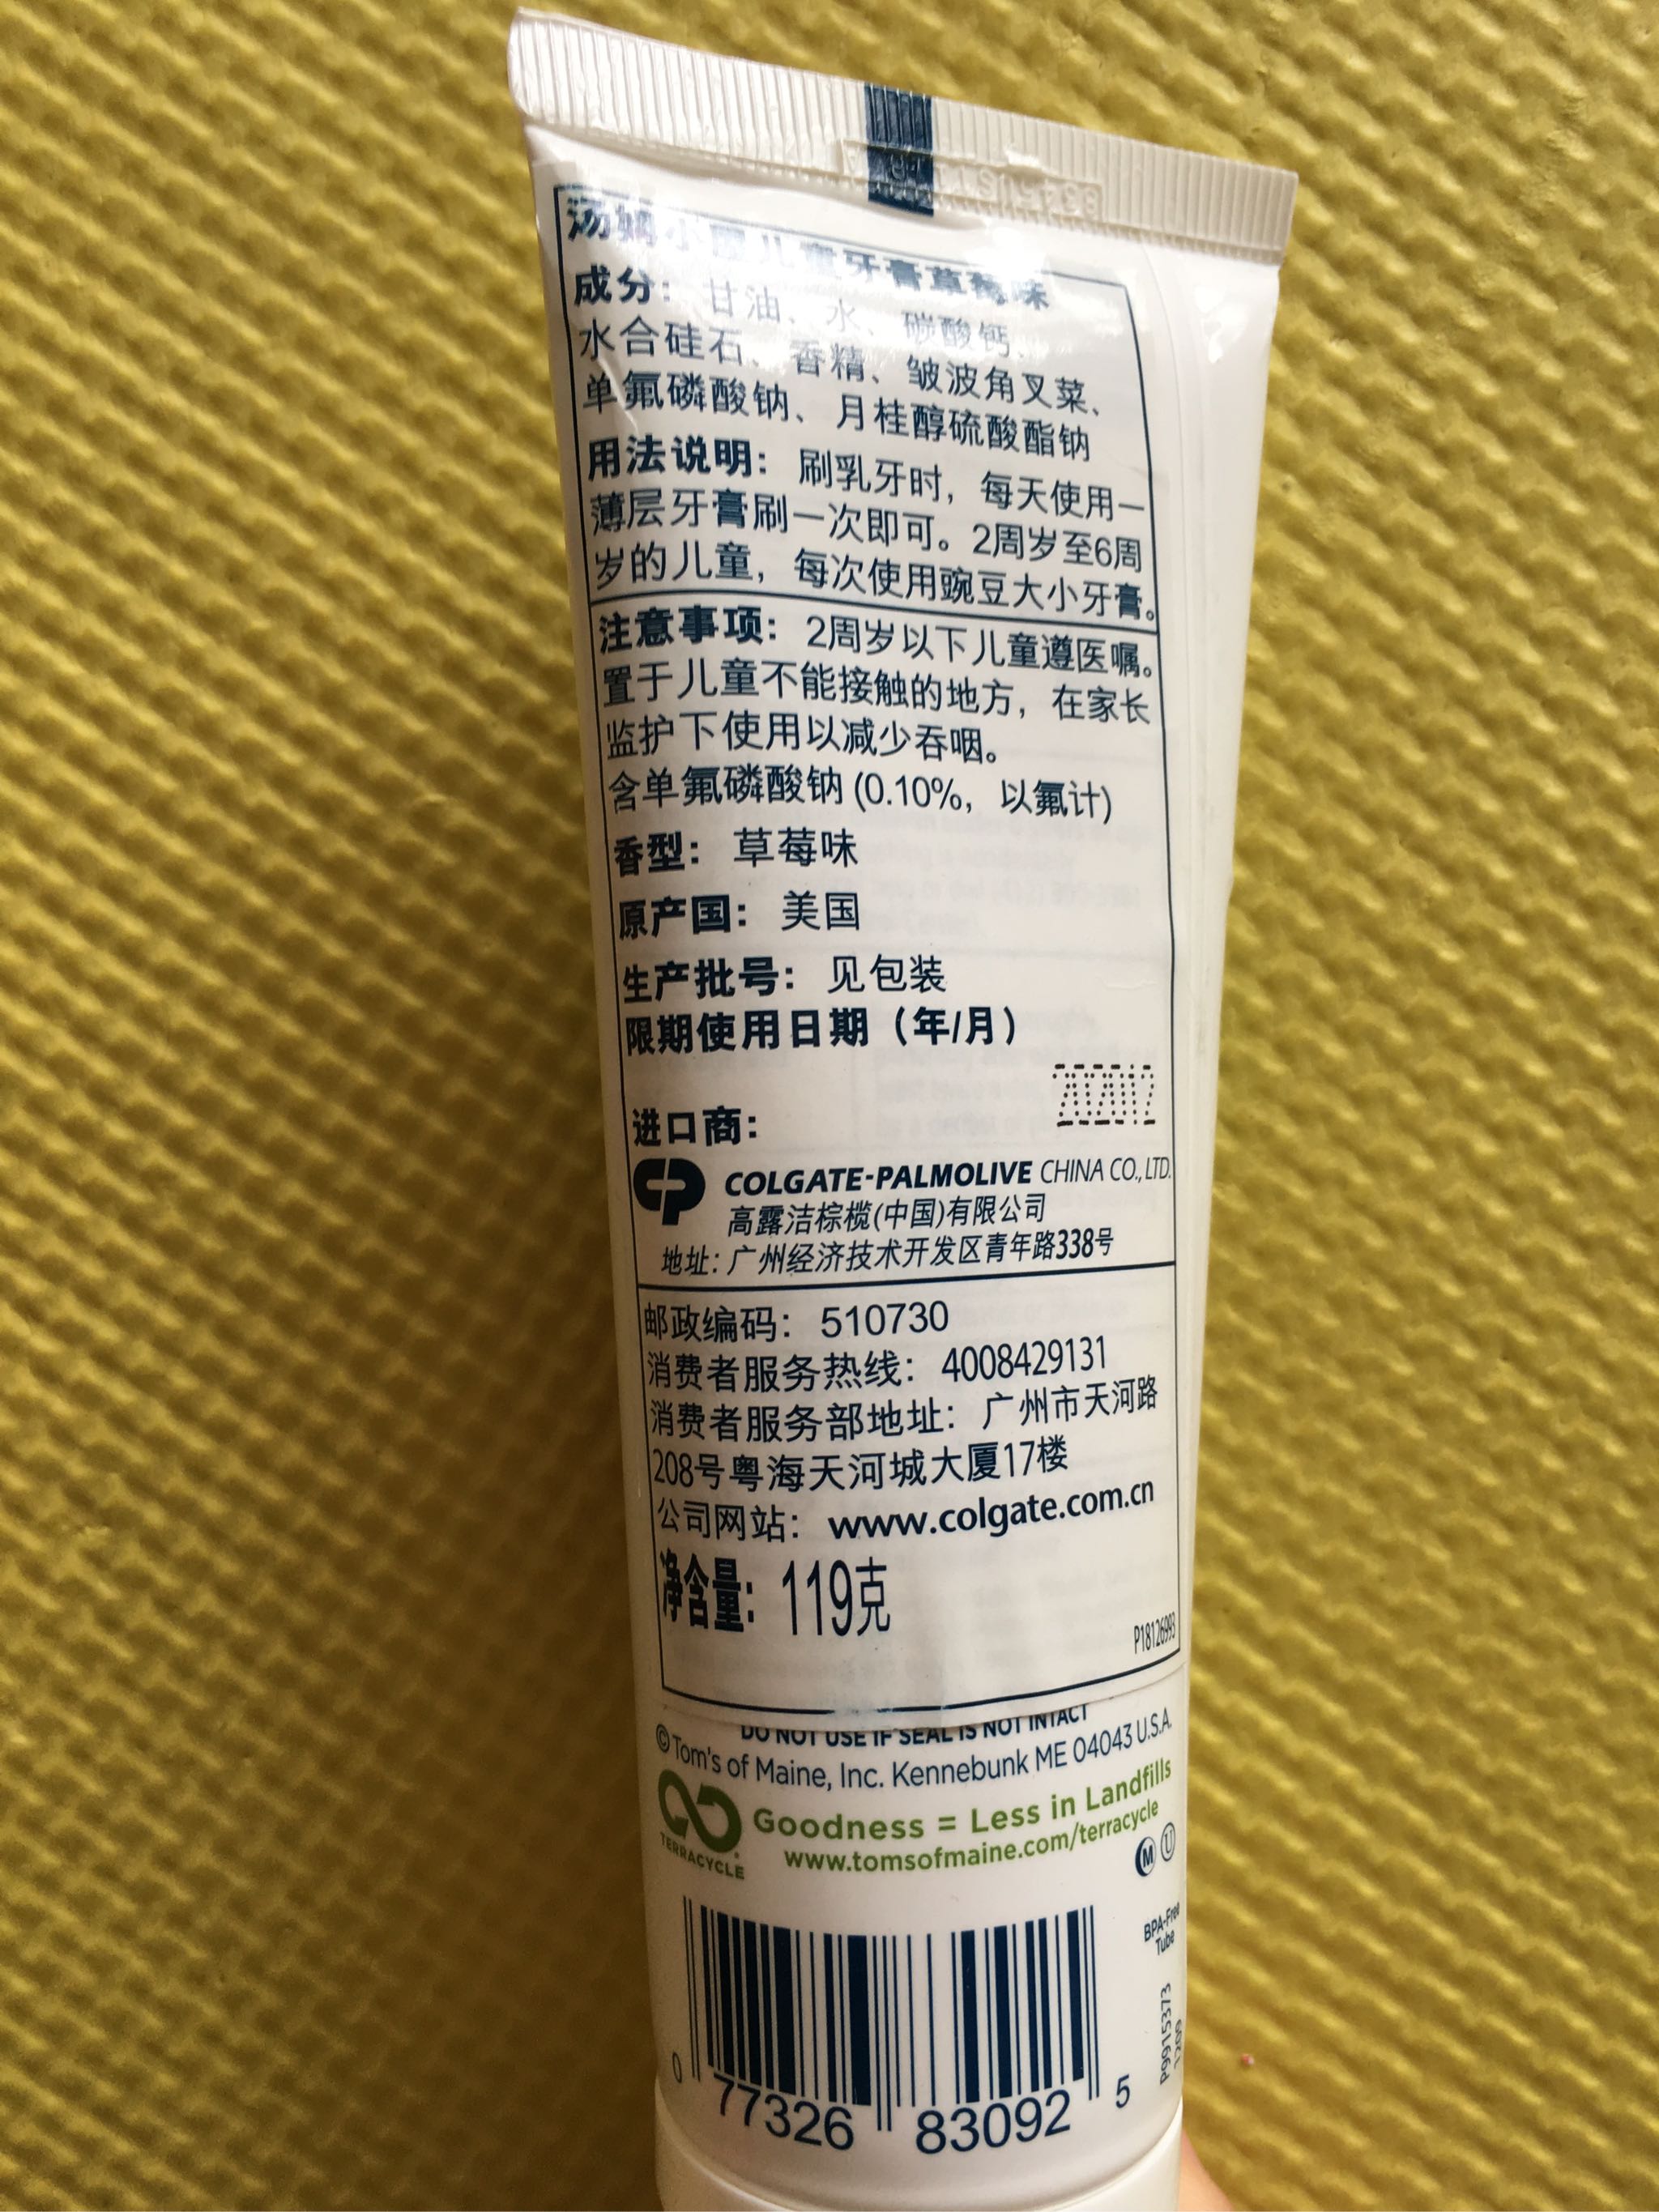 汤姆小屋儿童牙膏草莓味
成分：甘油、水、碳酸钙、
水合硅石、香精、皱波角叉菜、
单氟磷酸钠、月桂醇硫酸酯钠
用法说明：刷乳牙时，每天使用一
薄层牙膏刷一次即可。2周岁至6周
岁的儿童，每次使用豌豆大小牙膏。
注意事项：2周岁以下儿童遵医嘱。
置于儿童不能接触的地方，在家长
监护下使用以减少吞咽。
含单氟磷酸钠(0.10%，以氟计)
香型：草莓味
原产国：美国
生产批号：见包装
限期使用日期（年/月）
202012
进口商：
CP COLGATE-PALMOLIVE CHINA CO., LTD.
高露洁棕榄(中国)有限公司
地址：广州经济技术开发区青年路338号
邮政编码：510730
消费者服务热线：4008429131
消费者服务部地址：广州市天河路
208号粤海天河城大厦17楼
公司网站：www.colgate.com.cn
净含量：119克
P18126993
DO NOT USE IF SEAL IS NOT INTACT
©Tom's of Maine, Inc. Kennebunk ME 04043 U.S.A.
Goodness = Less in Landfills
www.tomsofmaine.com/terracycle
TERRACYCLE
M U
BPA-Free
Tube
P9915373
1209
0 77326 83092 5